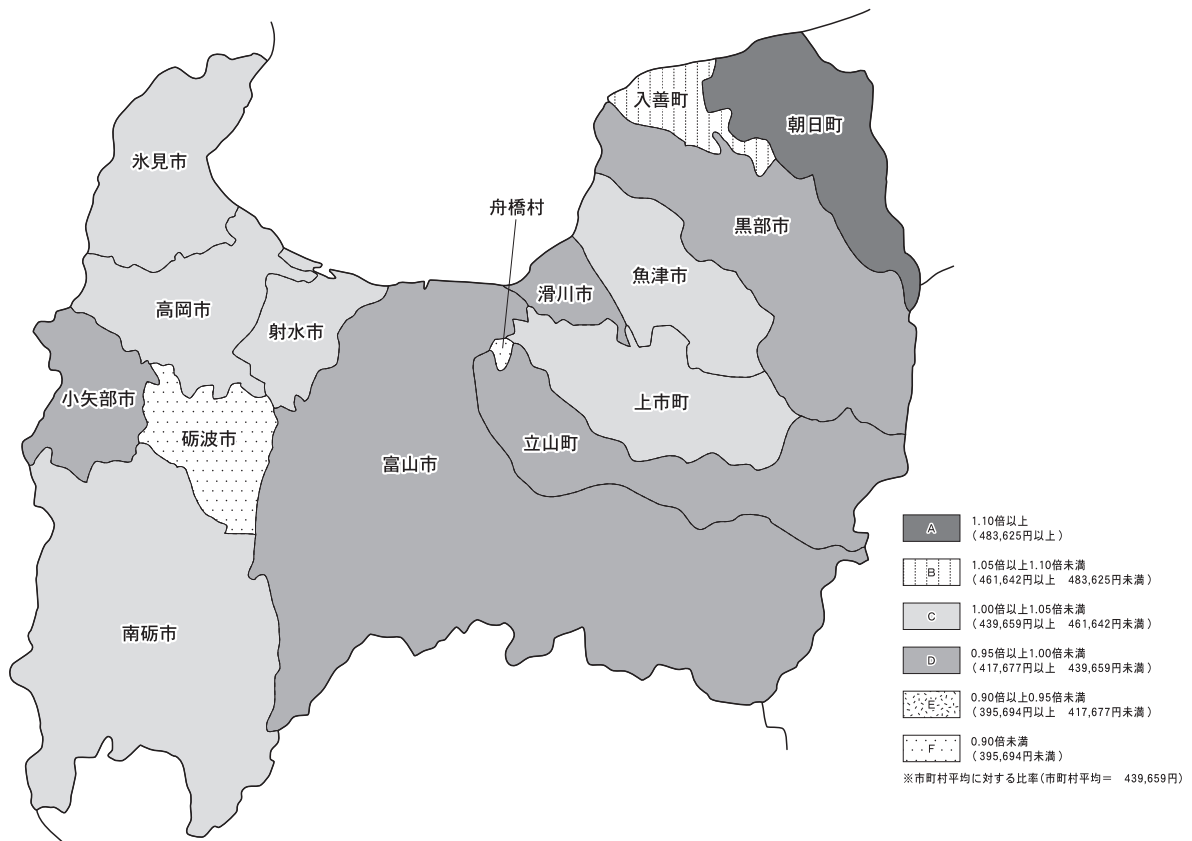 入善町
朝日町
氷見市
舟橋村
黒部市
魚津市
滑川市
高岡市
射水市
小矢部市
上市町
砺波市
立山町
富山市
南砺市
A
1.10倍以上
(483,625円以上)
B
1.05倍以上1.10倍未満
(461,642円以上 483,625円未満)
C
1.00倍以上1.05倍未満
(439,659円以上 461,642円未満)
D
0.95倍以上1.00倍未満
(417,677円以上 439,659円未満)
E
0.90倍以上0.95倍未満
(395,694円以上 417,677円未満)
F
0.90倍未満
(395,694円未満)
※市町村平均に対する比率(市町村平均＝ 439,659円)